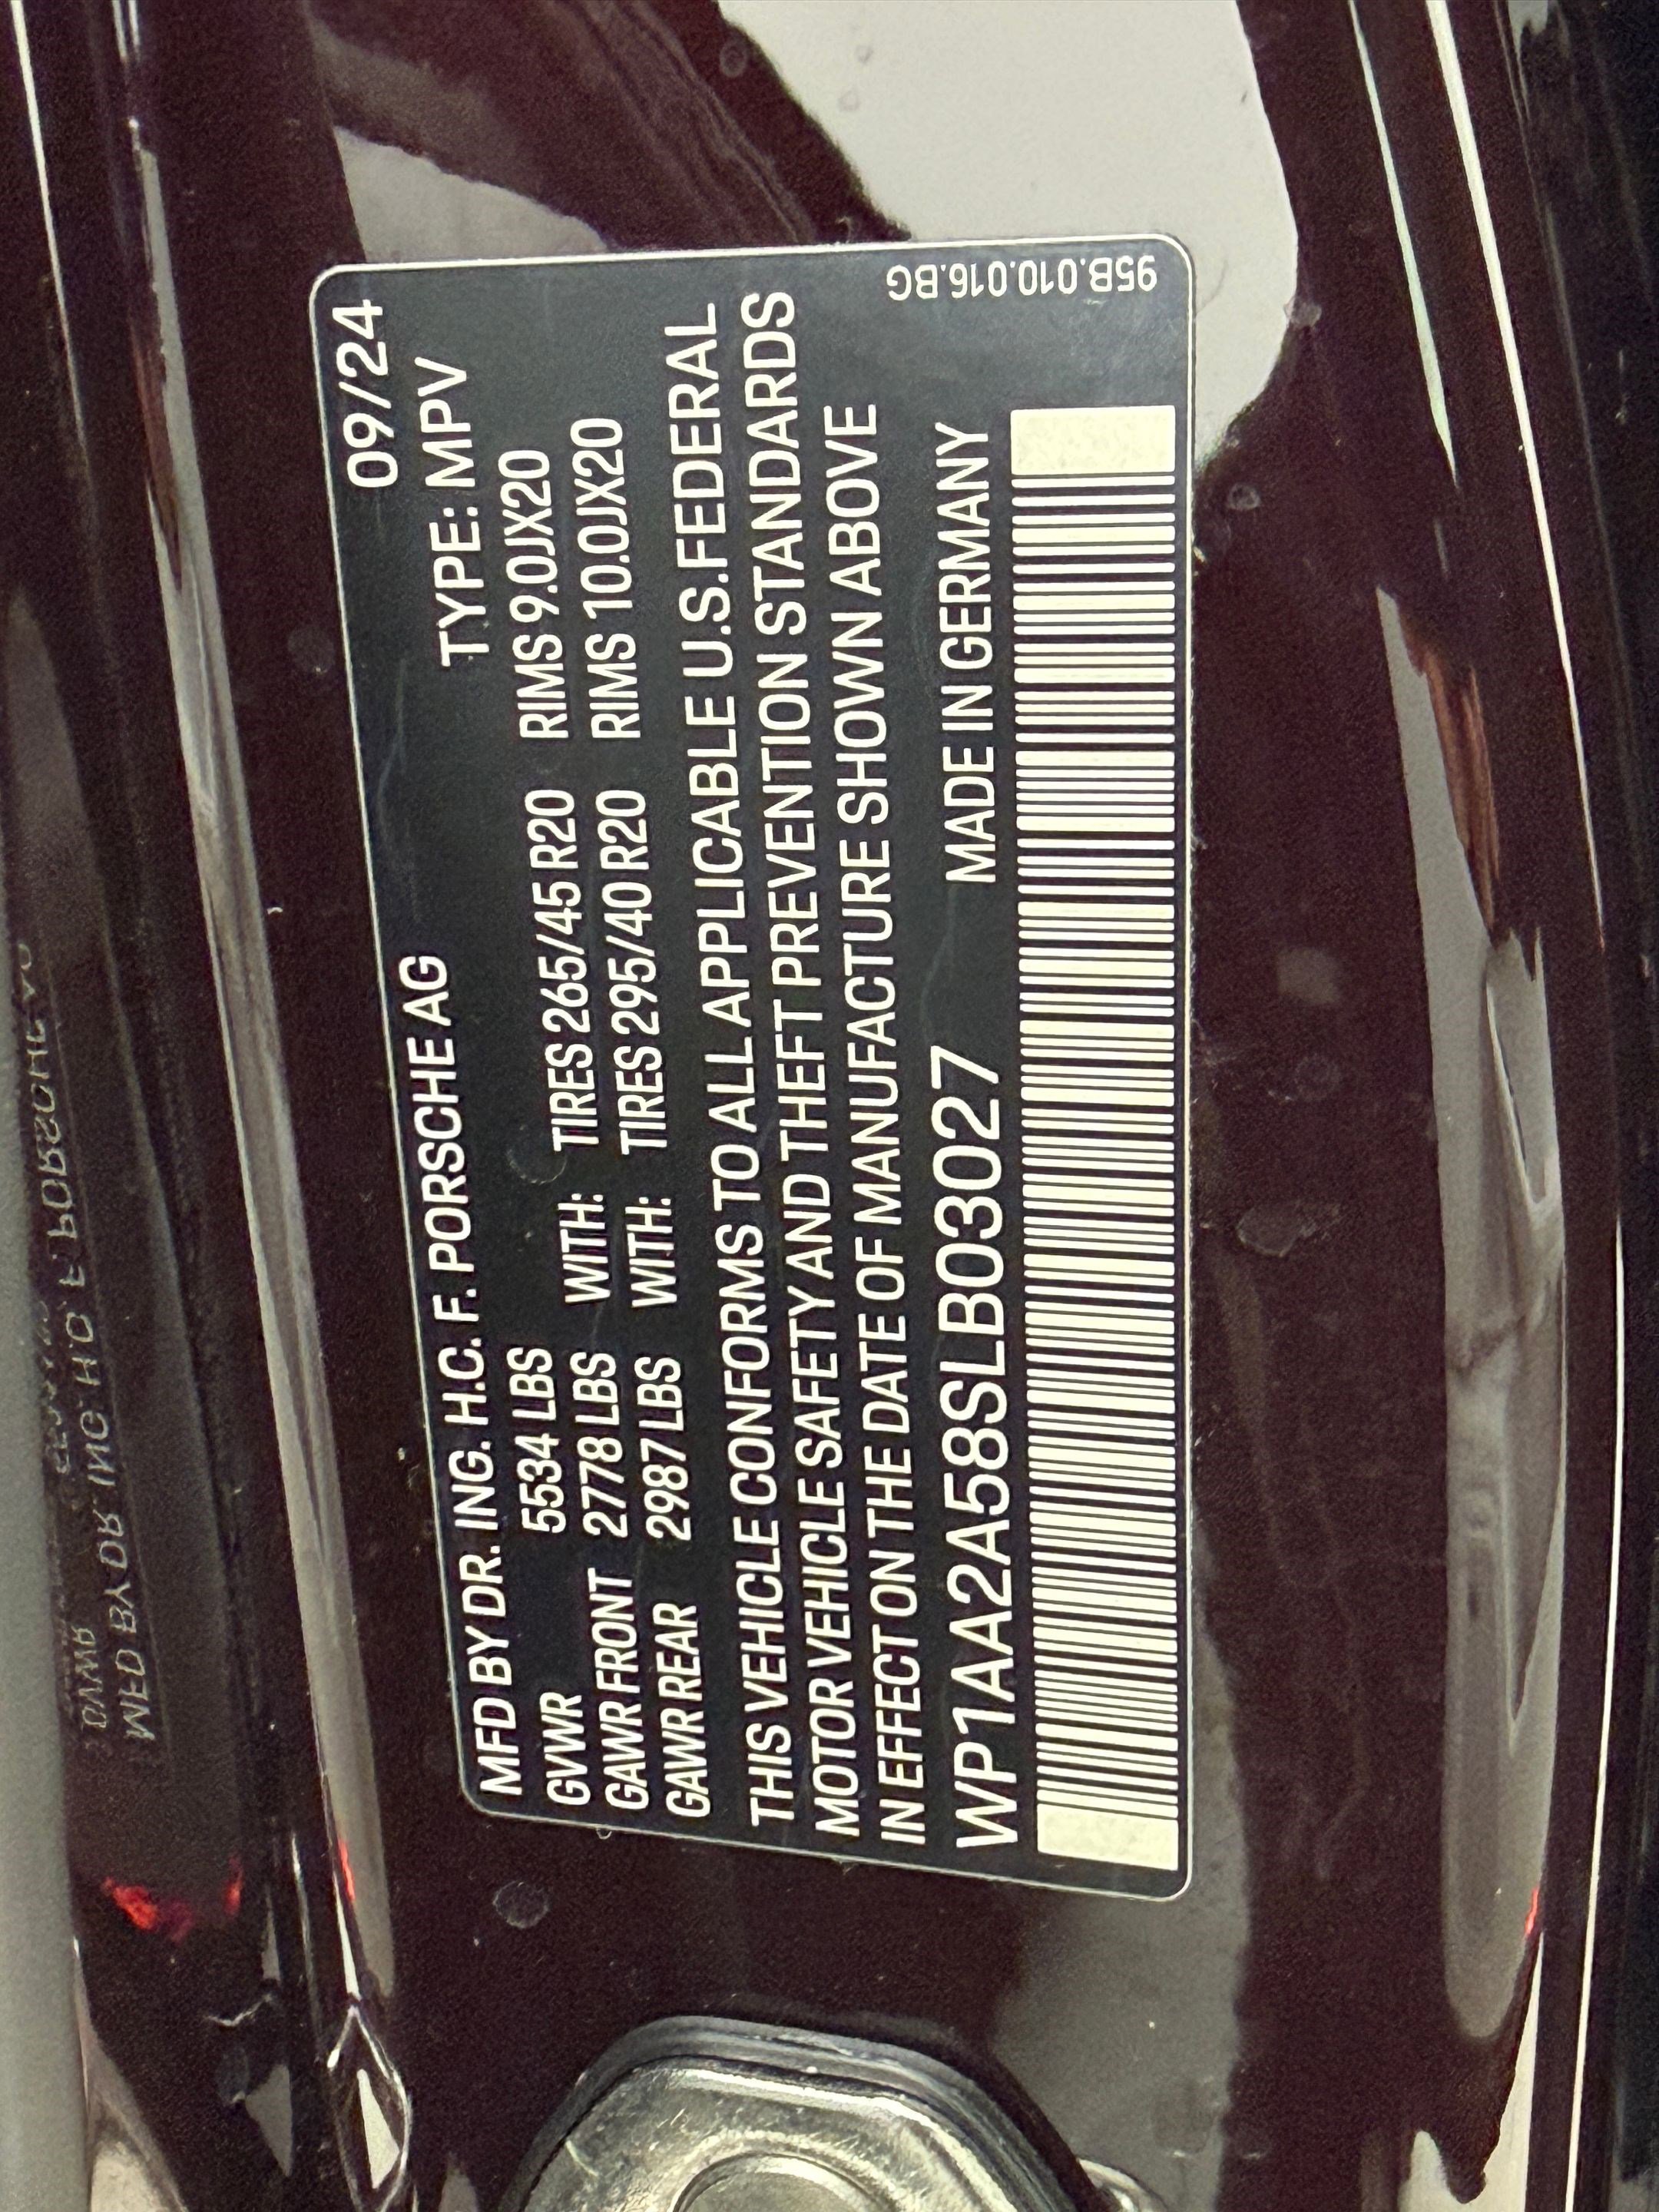 09/24
MFD BY DR. ING. H.C. F. PORSCHE AG
TYPE: MPV
GVWR 5534 LBS
GAWR FRONT 2778 LBS WITH: TIRES 265/45 R20 RIMS 9.0JX20
GAWR REAR 2987 LBS WITH: TIRES 295/40 R20 RIMS 10.0JX20
THIS VEHICLE CONFORMS TO ALL APPLICABLE U.S.FEDERAL
MOTOR VEHICLE SAFETY AND THEFT PREVENTION STANDARDS
IN EFFECT ON THE DATE OF MANUFACTURE SHOWN ABOVE
WP1AA2A58SLB03027 MADE IN GERMANY
95B.010.016.BG